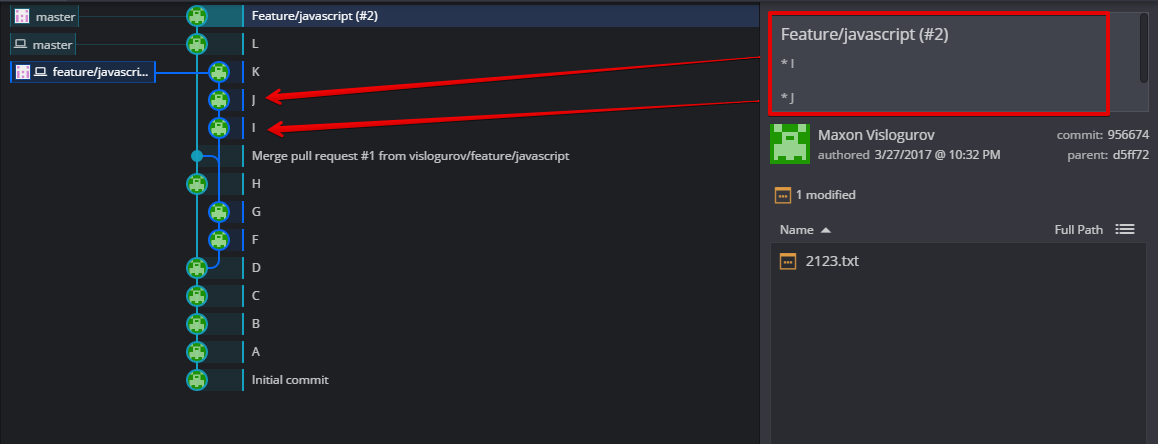 master
Feature/javascript (#2)
master
L
feature/javascri...
K
J
I
Merge pull request #1 from vislogurov/feature/javascript
H
G
F
D
C
B
A
Initial commit
Feature/javascript (#2)
* I
* J
Maxon Vislogurov
commit: 956674
authored 3/27/2017 @ 10:32 PM
parent: d5ff72
1 modified
Name
Full Path
2123.txt